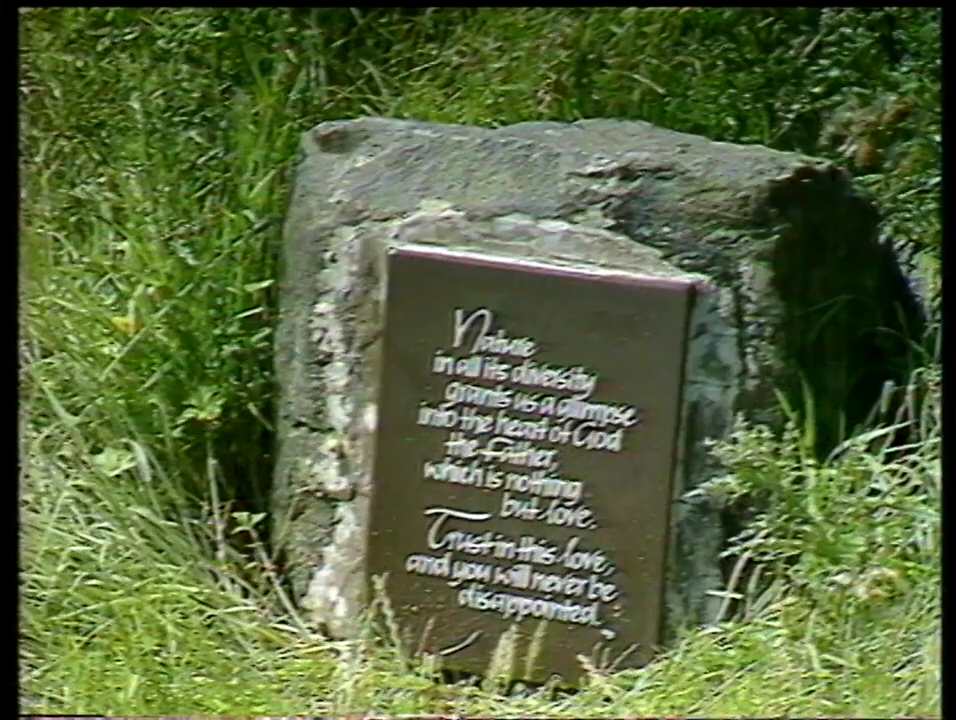 Nature
in all its diversity
grants us a glimpse
into the heart of God
the Father,
which is nothing
but love.
Trust in this love,
and you will never be
disappointed.